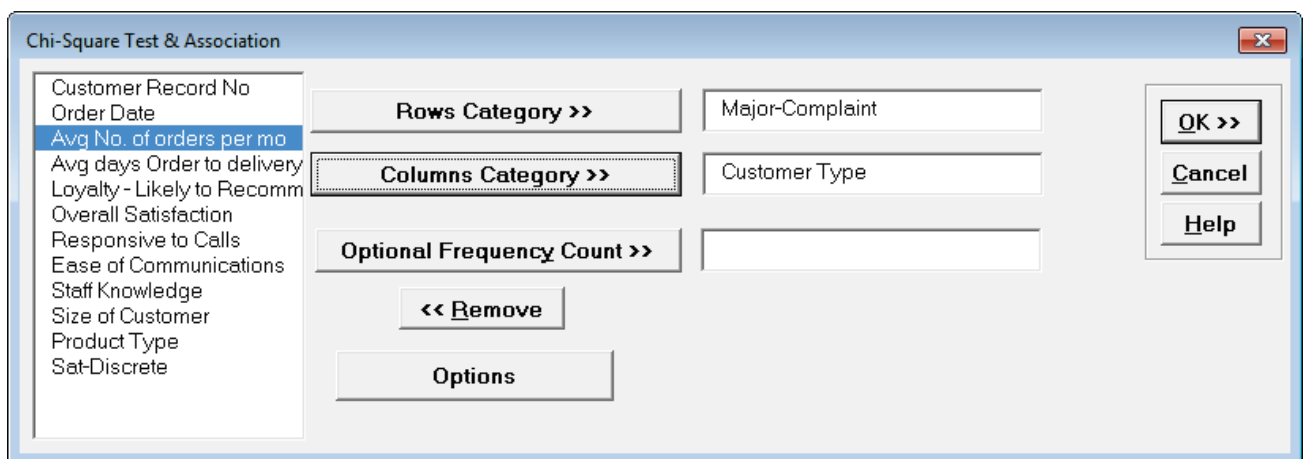 Chi-Square Test & Association
Customer Record No
Order Date
Avg No. of orders per mo
Avg days Order to delivery
Loyalty - Likely to Recomm
Overall Satisfaction
Responsive to Calls
Ease of Communications
Staff Knowledge
Size of Customer
Product Type
Sat-Discrete
Rows Category >>
Major-Complaint
Columns Category >>
Customer Type
Optional Frequency Count >>
<< Remove
Options
OK >>
Cancel
Help